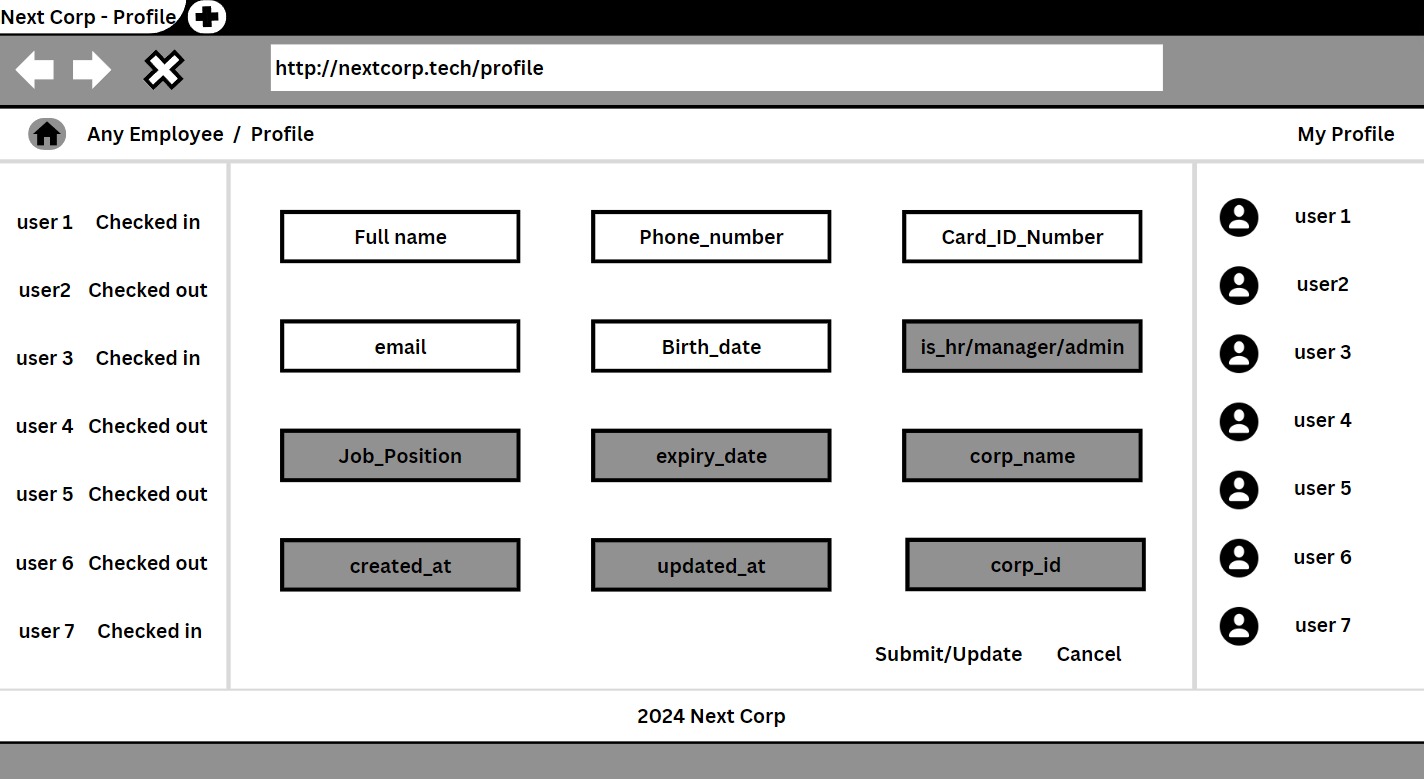 Next Corp - Profile
http://nextcorp.tech/profile
Any Employee / Profile
My Profile
user 1 Checked in
user2 Checked out
user 3 Checked in
user 4 Checked out
user 5 Checked out
user 6 Checked out
user 7 Checked in
Full name
Phone_number
Card_ID_Number
email
Birth_date
is_hr/manager/admin
Job_Position
expiry_date
corp_name
created_at
updated_at
corp_id
Submit/Update
Cancel
user 1
user2
user 3
user 4
user 5
user 6
user 7
2024 Next Corp